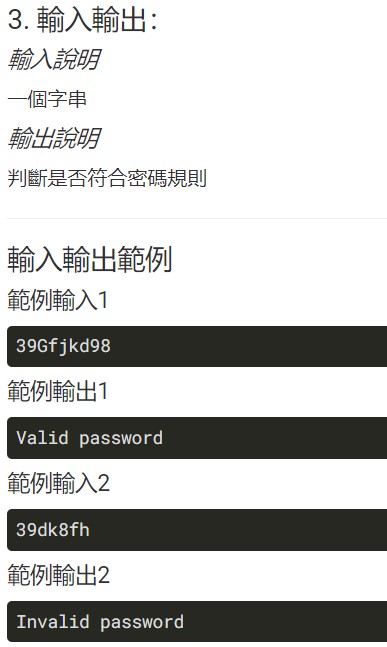 3. 輸入輸出：
輸入說明
一個字串
輸出說明
判斷是否符合密碼規則
輸入輸出範例
範例輸入1
39Gfjkd98
範例輸出1
Valid password
範例輸入2
39dk8fh
範例輸出2
Invalid password